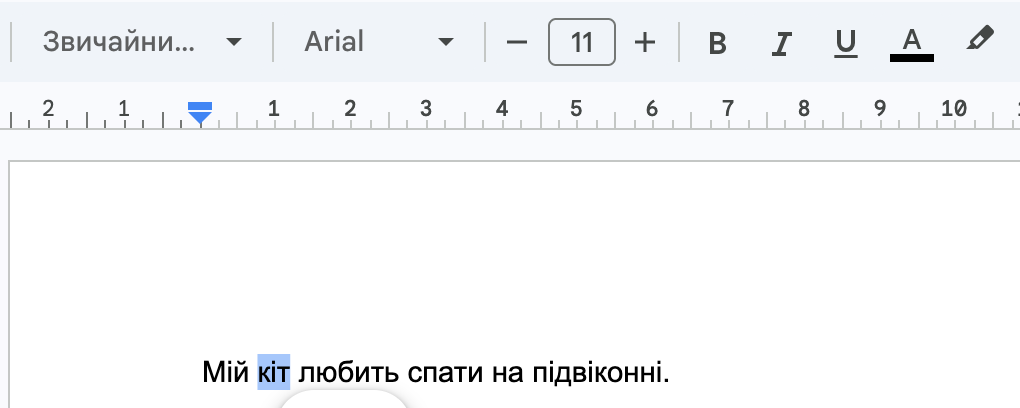 Звичайни... Arial − 11 + B I U A
2 1 1 2 3 4 5 6 7 8 9 10
Мій кіт любить спати на підвіконні.